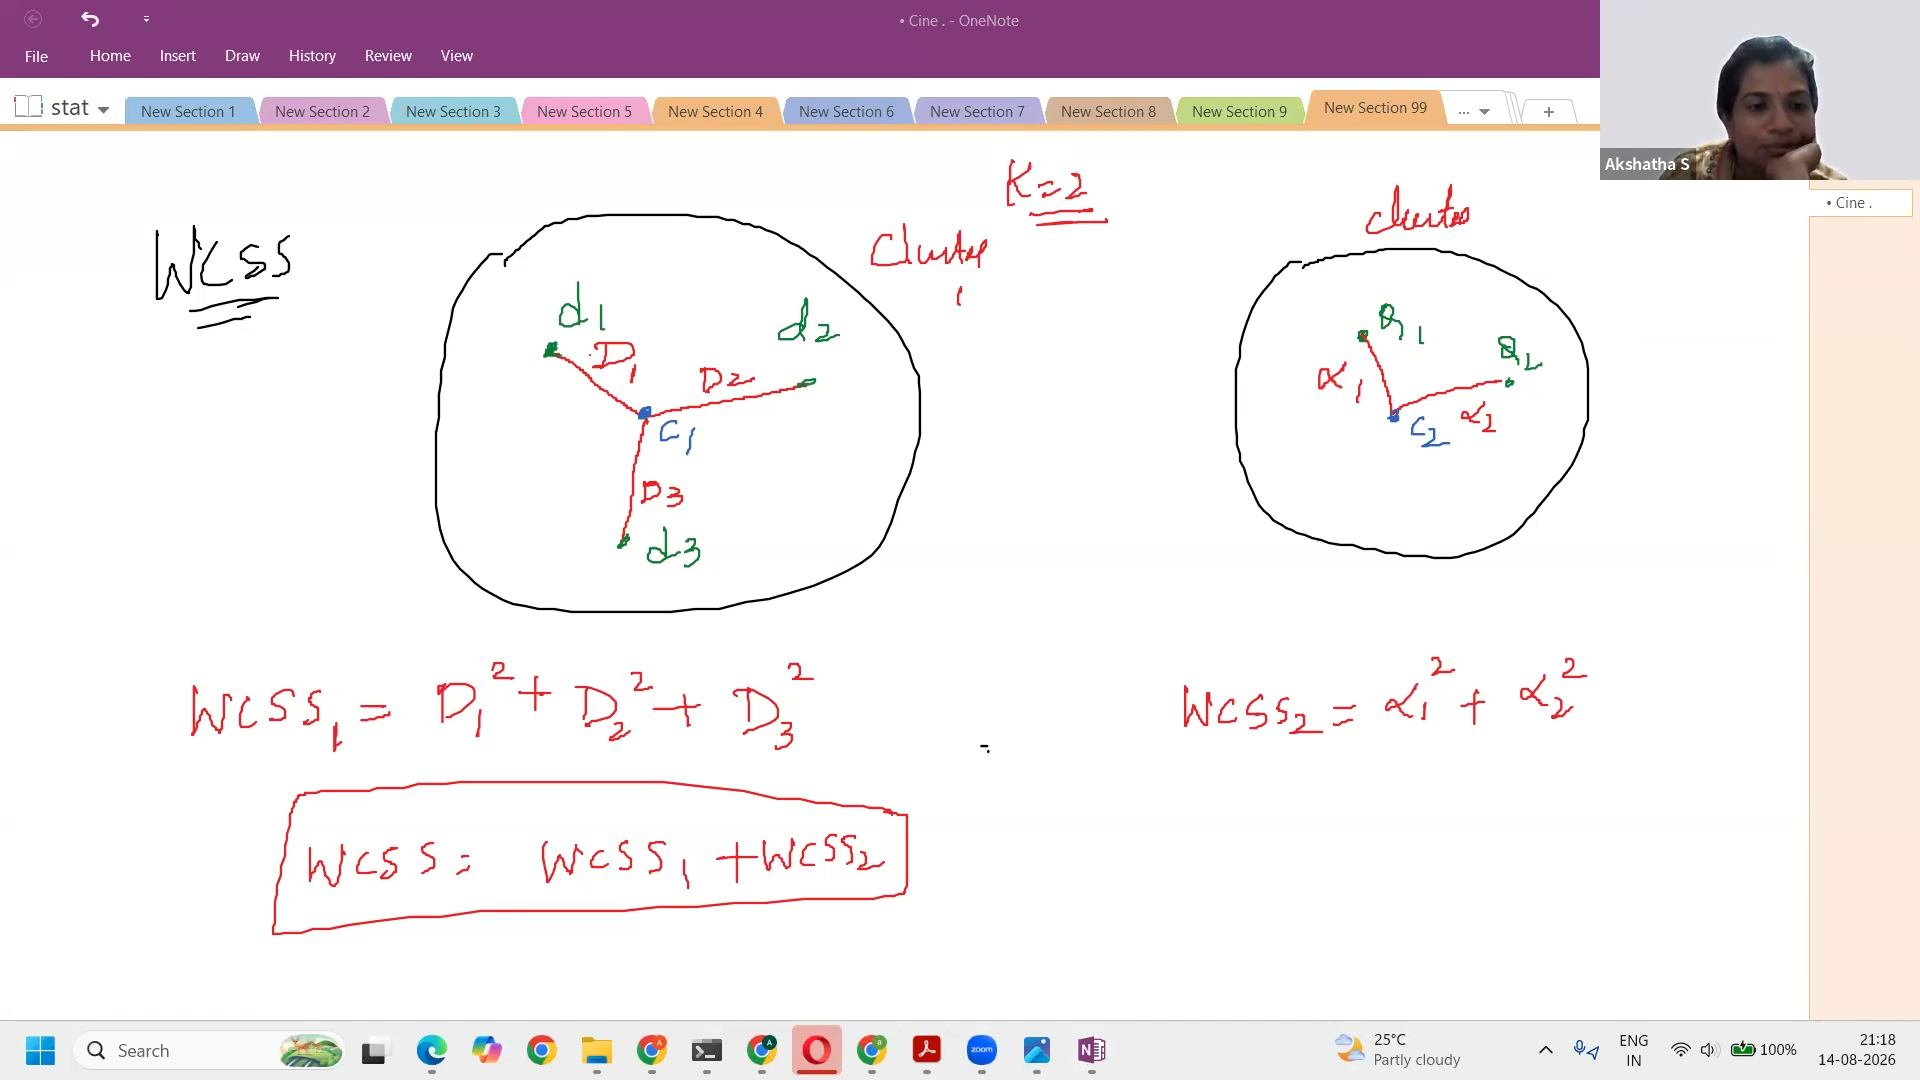 • Cine . - OneNote
File Home Insert Draw History Review View
stat New Section 1 New Section 2 New Section 3 New Section 5 New Section 4 New Section 6 New Section 7 New Section 8 New Section 9 New Section 99 ... +
Akshatha S
• Cine .
K=2
WCSS
Cluster
1
cluster
d1
d2
D1
D2
C1
D3
d3
α1
α2
C2
WCSS1 = D1² + D2² + D3²
WCSS2 = α1² + α2²
WCSS = WCSS1 + WCSS2
Search
zoom
25°C
Partly cloudy
ENG
IN
100%
21:18
14-08-2026